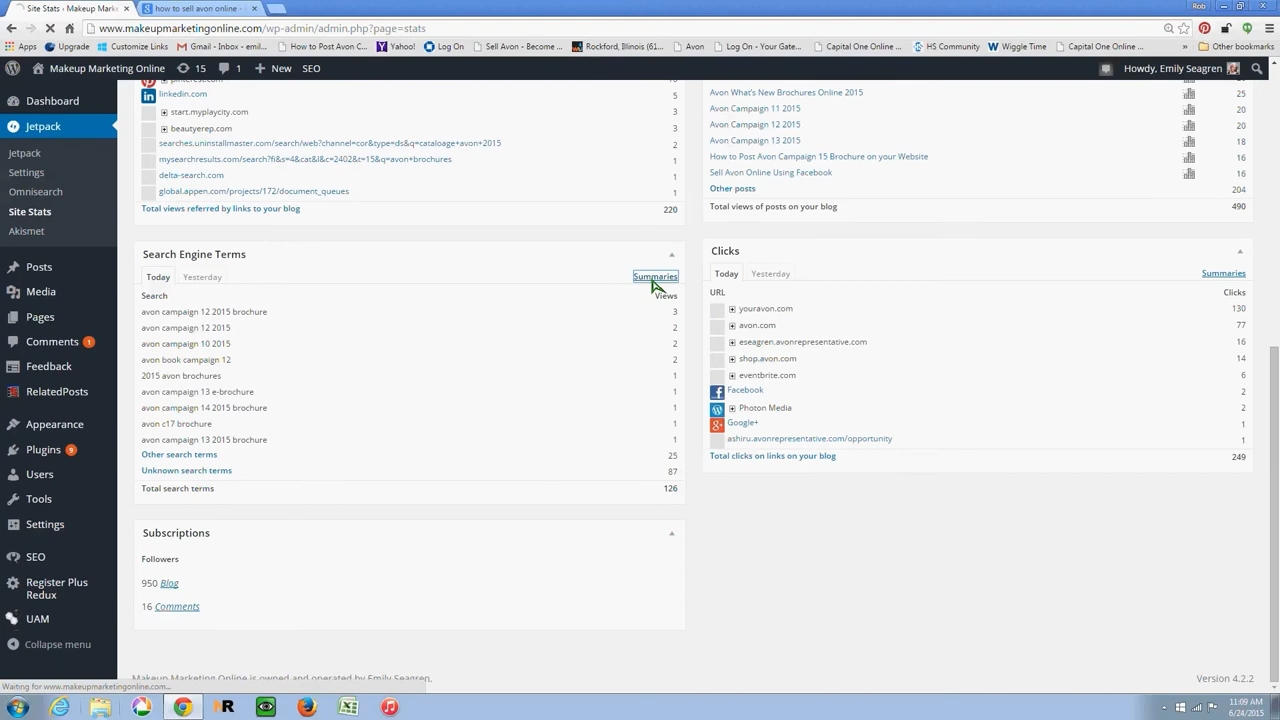 Site Stats ‹ Makeup Mark
how to sell avon online -
Rob
www.makeupmarketingonline.com/wp-admin/admin.php?page=stats
Apps
Upgrade
Customize Links
Gmail - Inbox - emil...
How to Post Avon C...
Yahoo!
Log On
Sell Avon - Become ...
Rockford, Illinois (61...
Avon
Log On - Your Gate...
Capital One Online ...
HS Community
Wiggle Time
Capital One Online ...
»
Other bookmarks
Makeup Marketing Online
15
1
New
SEO
Howdy, Emily Seagren
Dashboard
Jetpack
Jetpack
Settings
Omnisearch
Site Stats
Akismet
Posts
Media
Pages
Comments 1
Feedback
RelatedPosts
Appearance
Plugins 9
Users
Tools
Settings
SEO
Register Plus
Redux
UAM
Collapse menu
pinterest.com 10
linkedin.com 5
start.myplaycity.com 3
beautyerep.com 3
searches.uninstallmaster.com/search/web?channel=cor&type=ds&q=cataloage+avon+2015 2
mysearchresults.com/search?fi&s=4&cat&l&c=2402&t=15&q=avon+brochures 1
delta-search.com 1
global.appen.com/projects/172/document_queues 1
Total views referred by links to your blog 220
Search Engine Terms
Today Yesterday Summaries
Search Views
avon campaign 12 2015 brochure 3
avon campaign 12 2015 2
avon campaign 10 2015 2
avon book campaign 12 2
2015 avon brochures 1
avon campaign 13 e-brochure 1
avon campaign 14 2015 brochure 1
avon c17 brochure 1
avon campaign 13 2015 brochure 1
Other search terms 25
Unknown search terms 87
Total search terms 126
Subscriptions
Followers
950 Blog
16 Comments
Avon What's New Brochures Online 2015 25
Avon Campaign 11 2015 20
Avon Campaign 12 2015 20
Avon Campaign 13 2015 18
How to Post Avon Campaign 15 Brochure on your Website 16
Sell Avon Online Using Facebook 16
Other posts 204
Total views of posts on your blog 490
Clicks
Today Yesterday Summaries
URL Clicks
youravon.com 130
avon.com 77
eseagren.avonrepresentative.com 16
shop.avon.com 14
eventbrite.com 6
Facebook 2
Photon Media 2
Google+ 1
ashiru.avonrepresentative.com/opportunity 1
Total clicks on links on your blog 249
Makeup Marketing Online is owned and operated by Emily Seagren.
Version 4.2.2
Waiting for www.makeupmarketingonline.com...
11:09 AM
6/24/2015